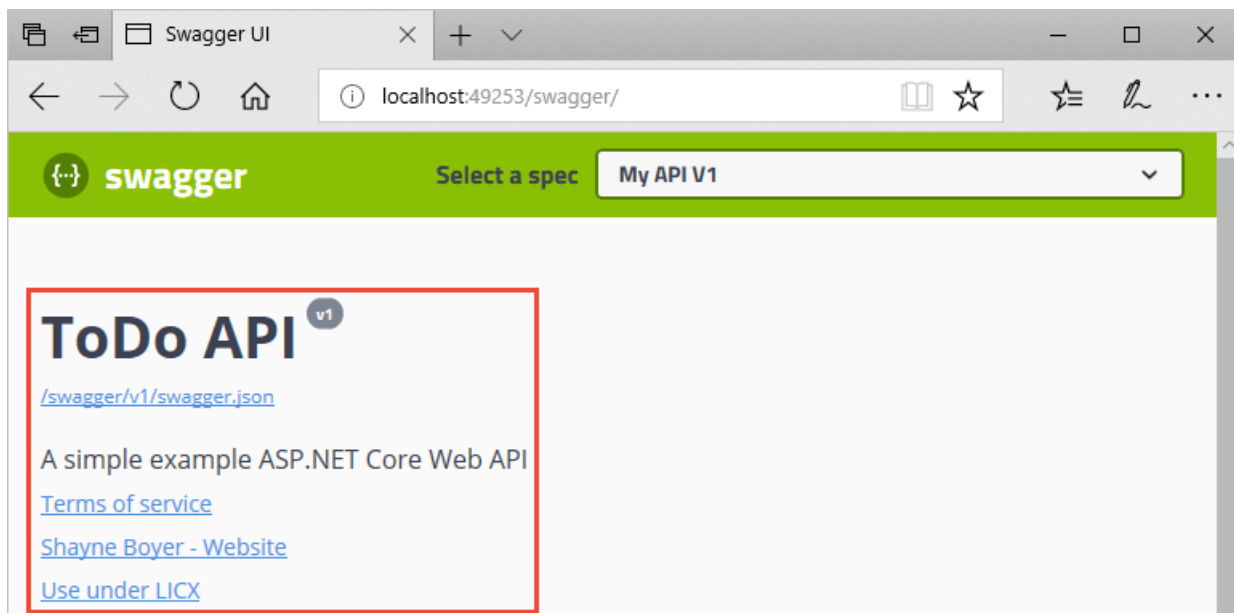 Swagger UI
localhost:49253/swagger/
{...} swagger Select a spec My API V1
ToDo API v1
/swagger/v1/swagger.json
A simple example ASP.NET Core Web API
Terms of service
Shayne Boyer - Website
Use under LICX